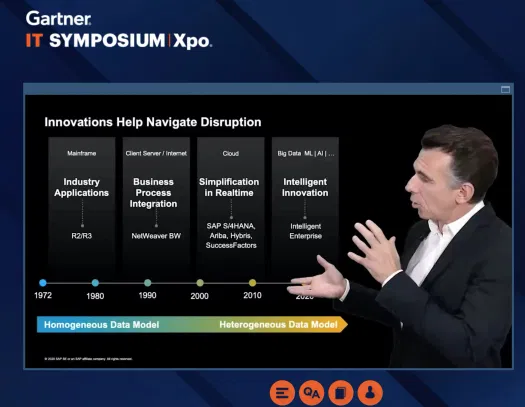 Gartner
IT SYMPOSIUM | Xpo.
Innovations Help Navigate Disruption
Mainframe
Industry
Applications
R2/R3
Client Server / Internet
Business
Process
Integration
NetWeaver BW
Cloud
Simplification
in Realtime
SAP S/4HANA,
Ariba, Hybris,
SuccessFactors
Big Data ML | AI | ...
Intelligent
Innovation
Intelligent
Enterprise
1972
1980
1990
2000
2010
2020
Homogeneous Data Model
Heterogeneous Data Model
© 2020 SAP SE or an SAP affiliate company. All rights reserved.
QA